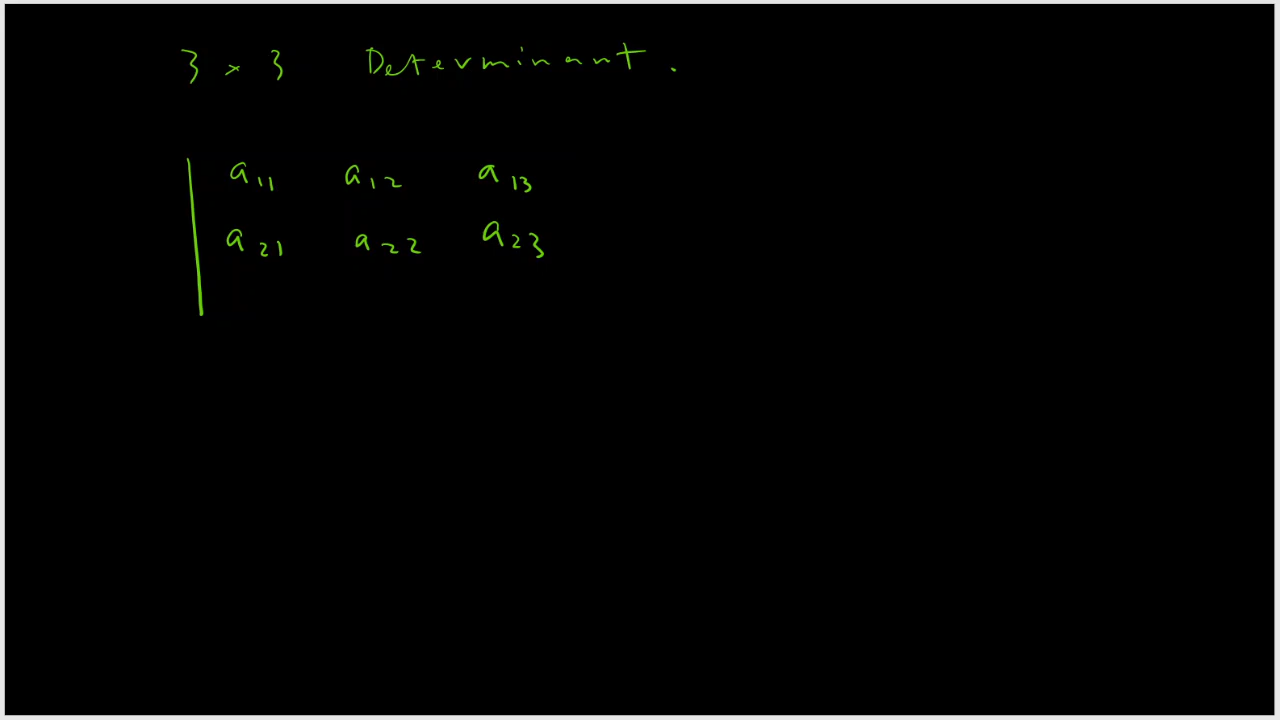 3 × 3 Determinant.
a₁₁ a₁₂ a₁₃
a₂₁ a₂₂ a₂₃